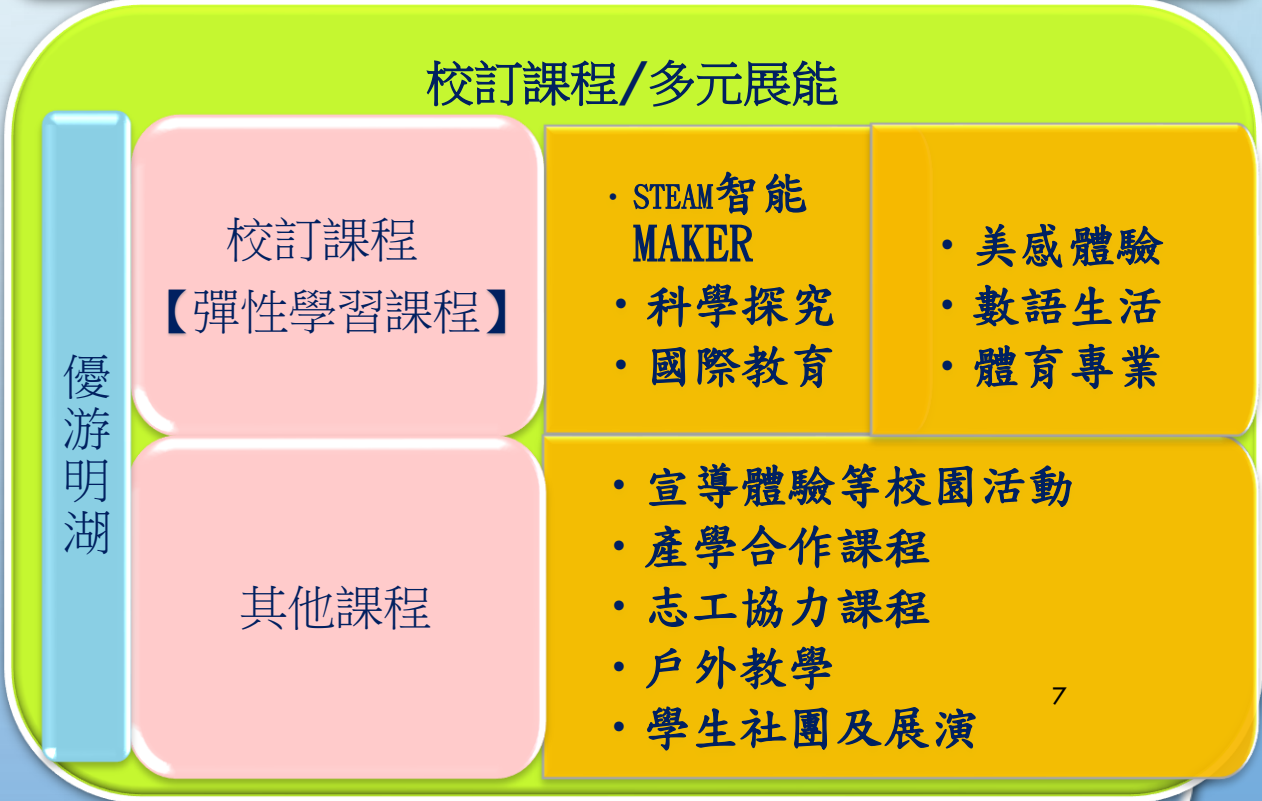 校訂課程/多元展能
優游明湖
校訂課程
【彈性學習課程】
・STEAM智能
MAKER
・科學探究
・國際教育
・美感體驗
・數語生活
・體育專業
其他課程
・宣導體驗等校園活動
・產學合作課程
・志工協力課程
・戶外教學
・學生社團及展演
7